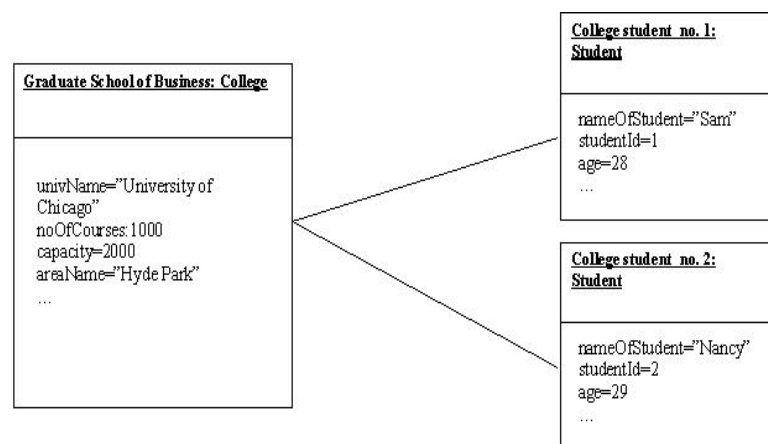 Graduate School of Business: College
univName="University of
Chicago"
noOfCourses:1000
capacity=2000
areaName="Hyde Park"
...
College student no. 1:
Student
nameOfStudent="Sam"
studentId=1
age=28
...
College student no. 2:
Student
nameOfStudent="Nancy"
studentId=2
age=29
...